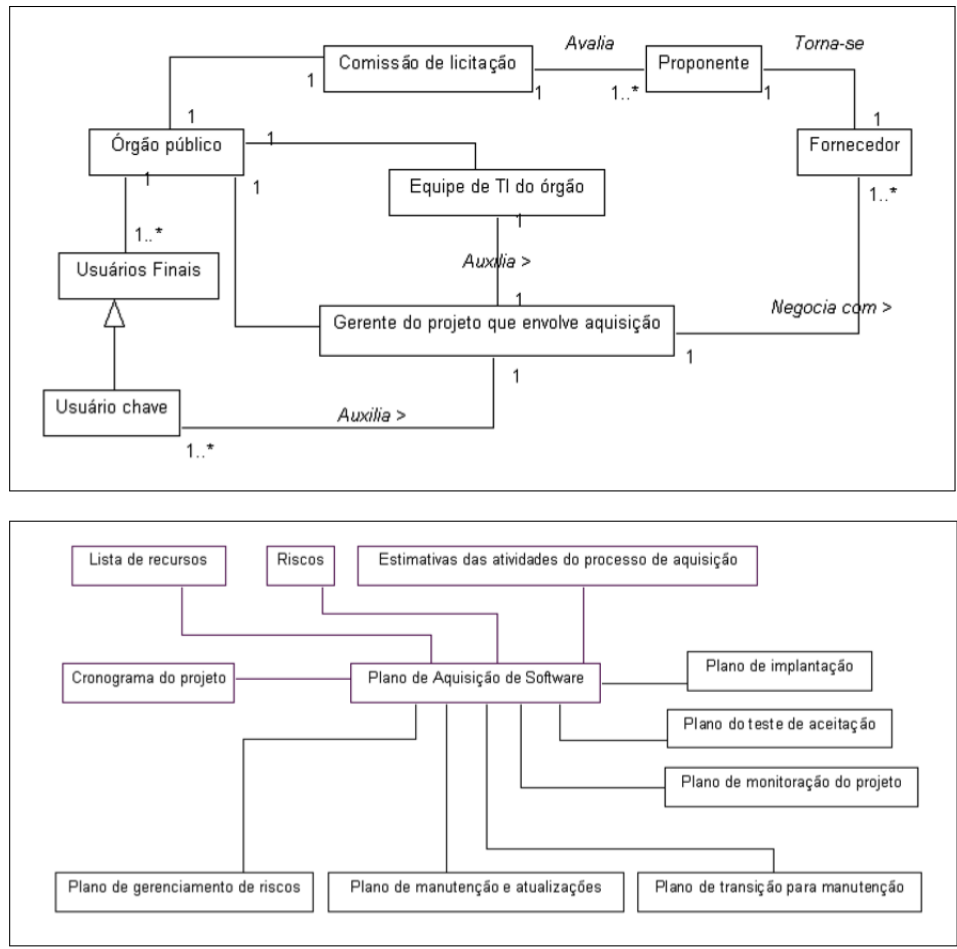 Avalia
Torna-se
Comissão de licitação
Proponente
1
1
1..*
1
1
1
1
Órgão público
Fornecedor
1
1
1..*
Equipe de TI do órgão
1
1..*
Auxilia >
Usuários Finais
1
Negocia com >
Gerente do projeto que envolve aquisição
1
1
Usuário chave
Auxilia >
1..*
Lista de recursos
Riscos
Estimativas das atividades do processo de aquisição
Cronograma do projeto
Plano de Aquisição de Software
Plano de implantação
Plano do teste de aceitação
Plano de monitoração do projeto
Plano de gerenciamento de riscos
Plano de manutenção e atualizações
Plano de transição para manutenção